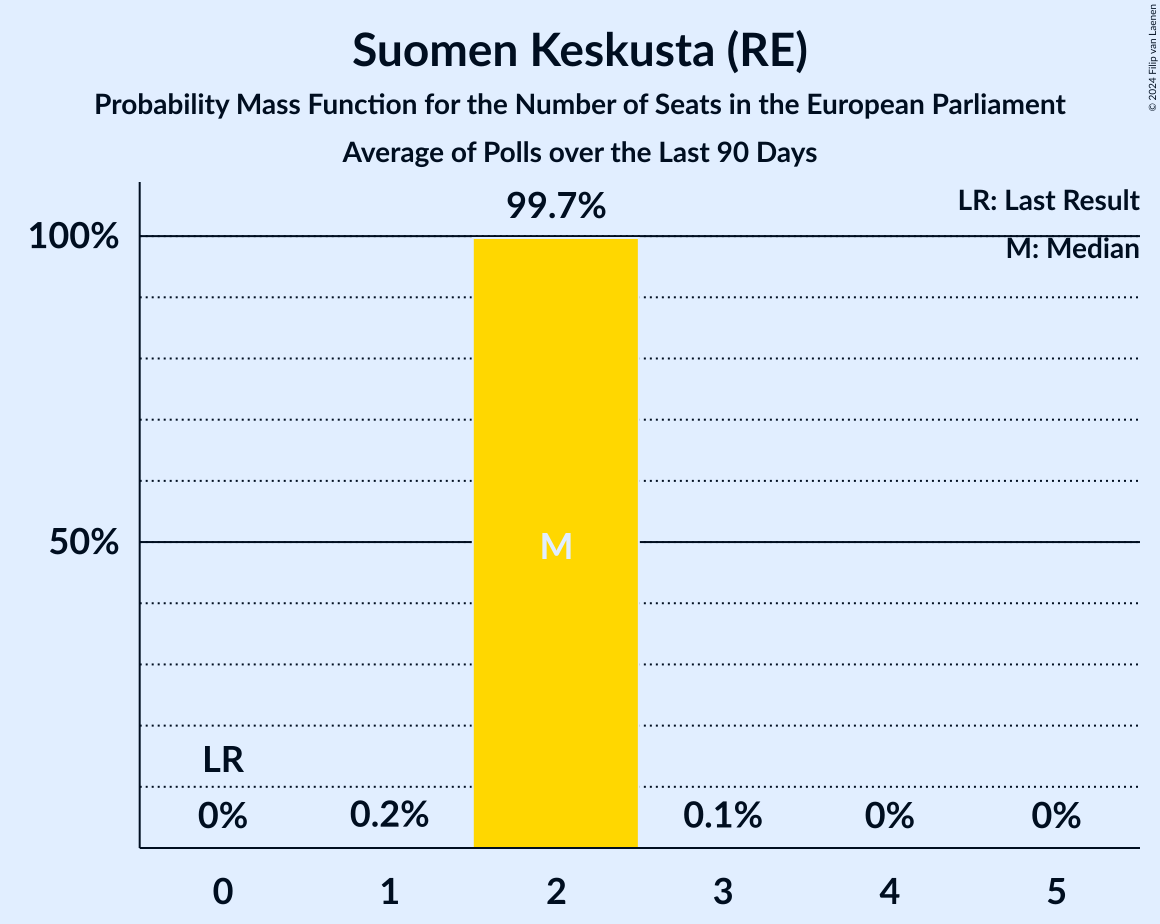 Suomen Keskusta (RE)
Probability Mass Function for the Number of Seats in the European Parliament
Average of Polls over the Last 90 Days
© 2024 Filip van Laenen
LR: Last Result
M: Median
99.7%
100%
50%
M
LR
0%
0.2%
0.1%
0%
0%
0
1
2
3
4
5